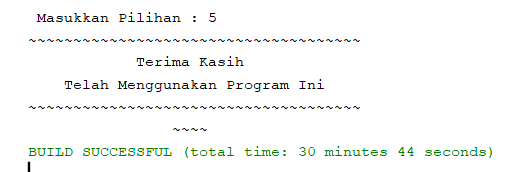 Masukkan Pilihan : 5
~~~~~~~~~~~~~~~~~~~~~~~~~~~~~~~~~~~~~
Terima Kasih
Telah Menggunakan Program Ini
~~~~~~~~~~~~~~~~~~~~~~~~~~~~~~~~~~~~~
~~~~
BUILD SUCCESSFUL (total time: 30 minutes 44 seconds)